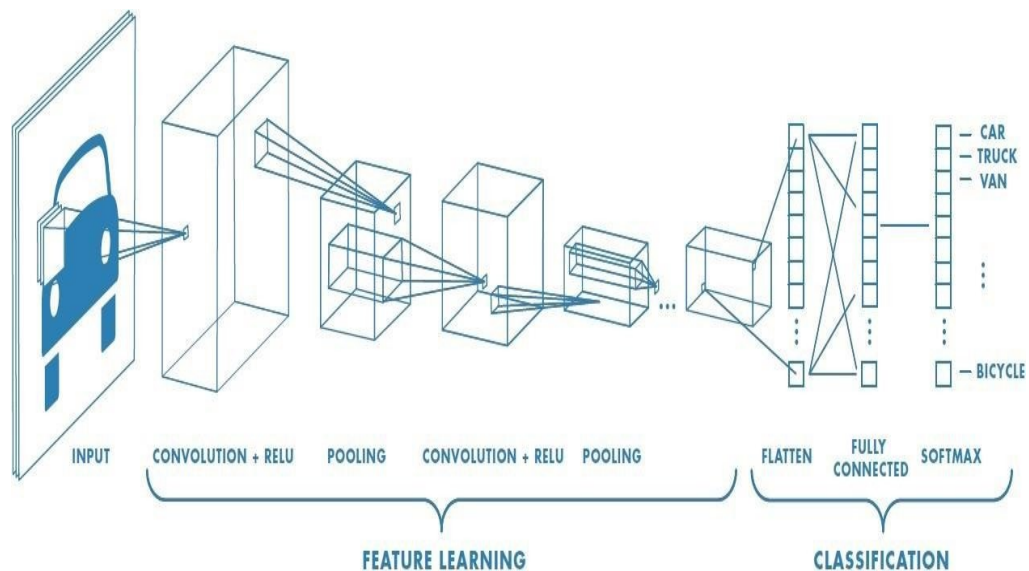 CAR
TRUCK
VAN
BICYCLE
INPUT
CONVOLUTION + RELU
POOLING
CONVOLUTION + RELU
POOLING
FLATTEN
FULLY
CONNECTED
SOFTMAX
FEATURE LEARNING
CLASSIFICATION